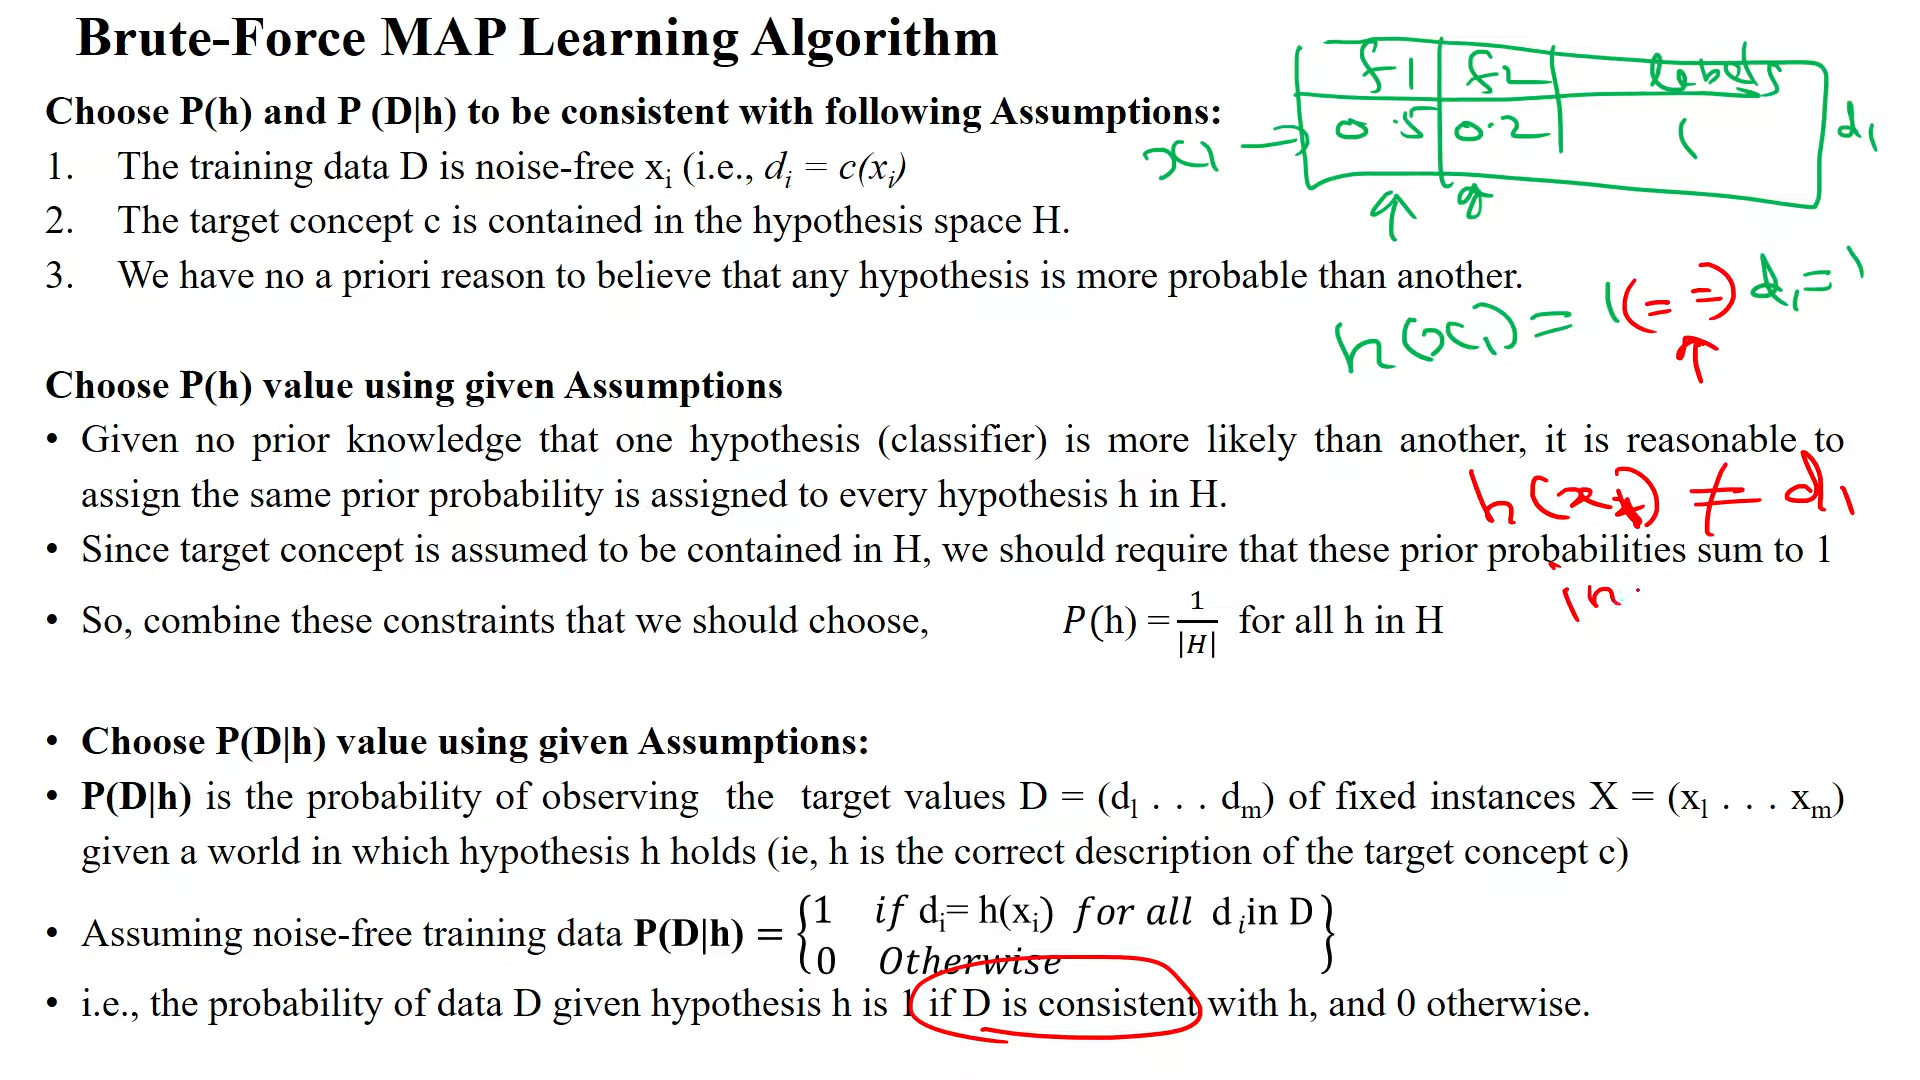 Brute-Force MAP Learning Algorithm
f1 f2 labels
Choose P(h) and P (D|h) to be consistent with following Assumptions:
x1 → 0.5 0.2 1 d1
1. The training data D is noise-free xi (i.e., di = c(xi)
2. The target concept c is contained in the hypothesis space H.
3. We have no a priori reason to believe that any hypothesis is more probable than another.
h(x1) = 1 (= =) d1 = 1
Choose P(h) value using given Assumptions
• Given no prior knowledge that one hypothesis (classifier) is more likely than another, it is reasonable to
assign the same prior probability is assigned to every hypothesis h in H.
h(x1) ≠ d1
• Since target concept is assumed to be contained in H, we should require that these prior probabilities sum to 1
in
• So, combine these constraints that we should choose, P(h) = 1/|H| for all h in H
• Choose P(D|h) value using given Assumptions:
• P(D|h) is the probability of observing the target values D = (dl . . . dm) of fixed instances X = (xl . . . xm)
given a world in which hypothesis h holds (ie, h is the correct description of the target concept c)
• Assuming noise-free training data P(D|h) = {1 if di= h(xi) for all d i in D}
{0 Otherwise}
• i.e., the probability of data D given hypothesis h is 1 if D is consistent with h, and 0 otherwise.